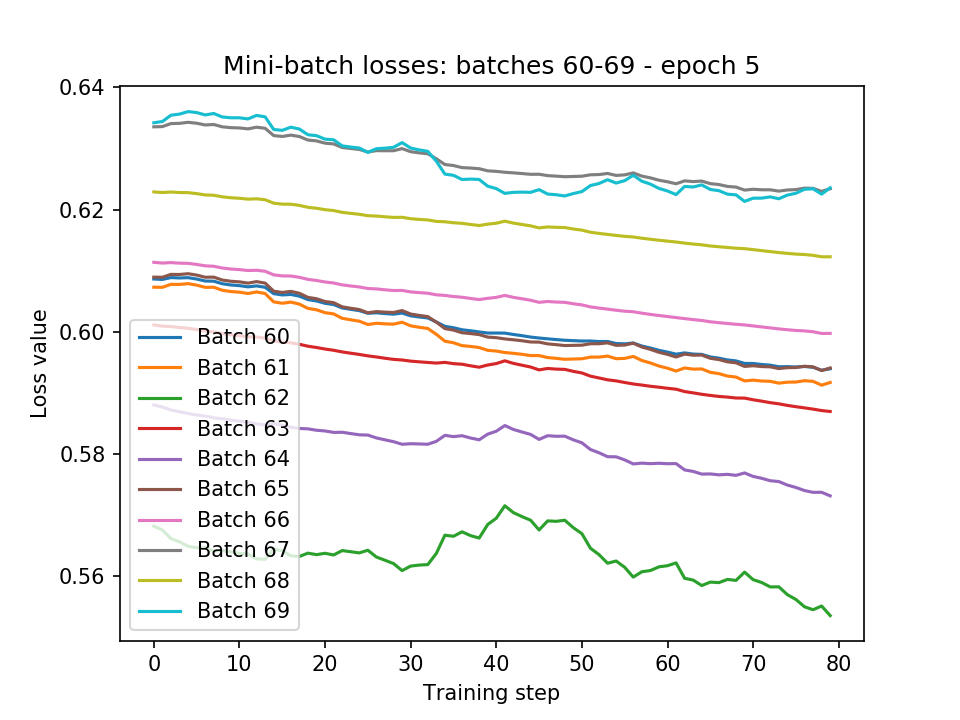 Mini-batch losses: batches 60-69 - epoch 5
Loss value
0.64
0.62
0.60
0.58
0.56
Batch 60
Batch 61
Batch 62
Batch 63
Batch 64
Batch 65
Batch 66
Batch 67
Batch 68
Batch 69
0 10 20 30 40 50 60 70 80
Training step